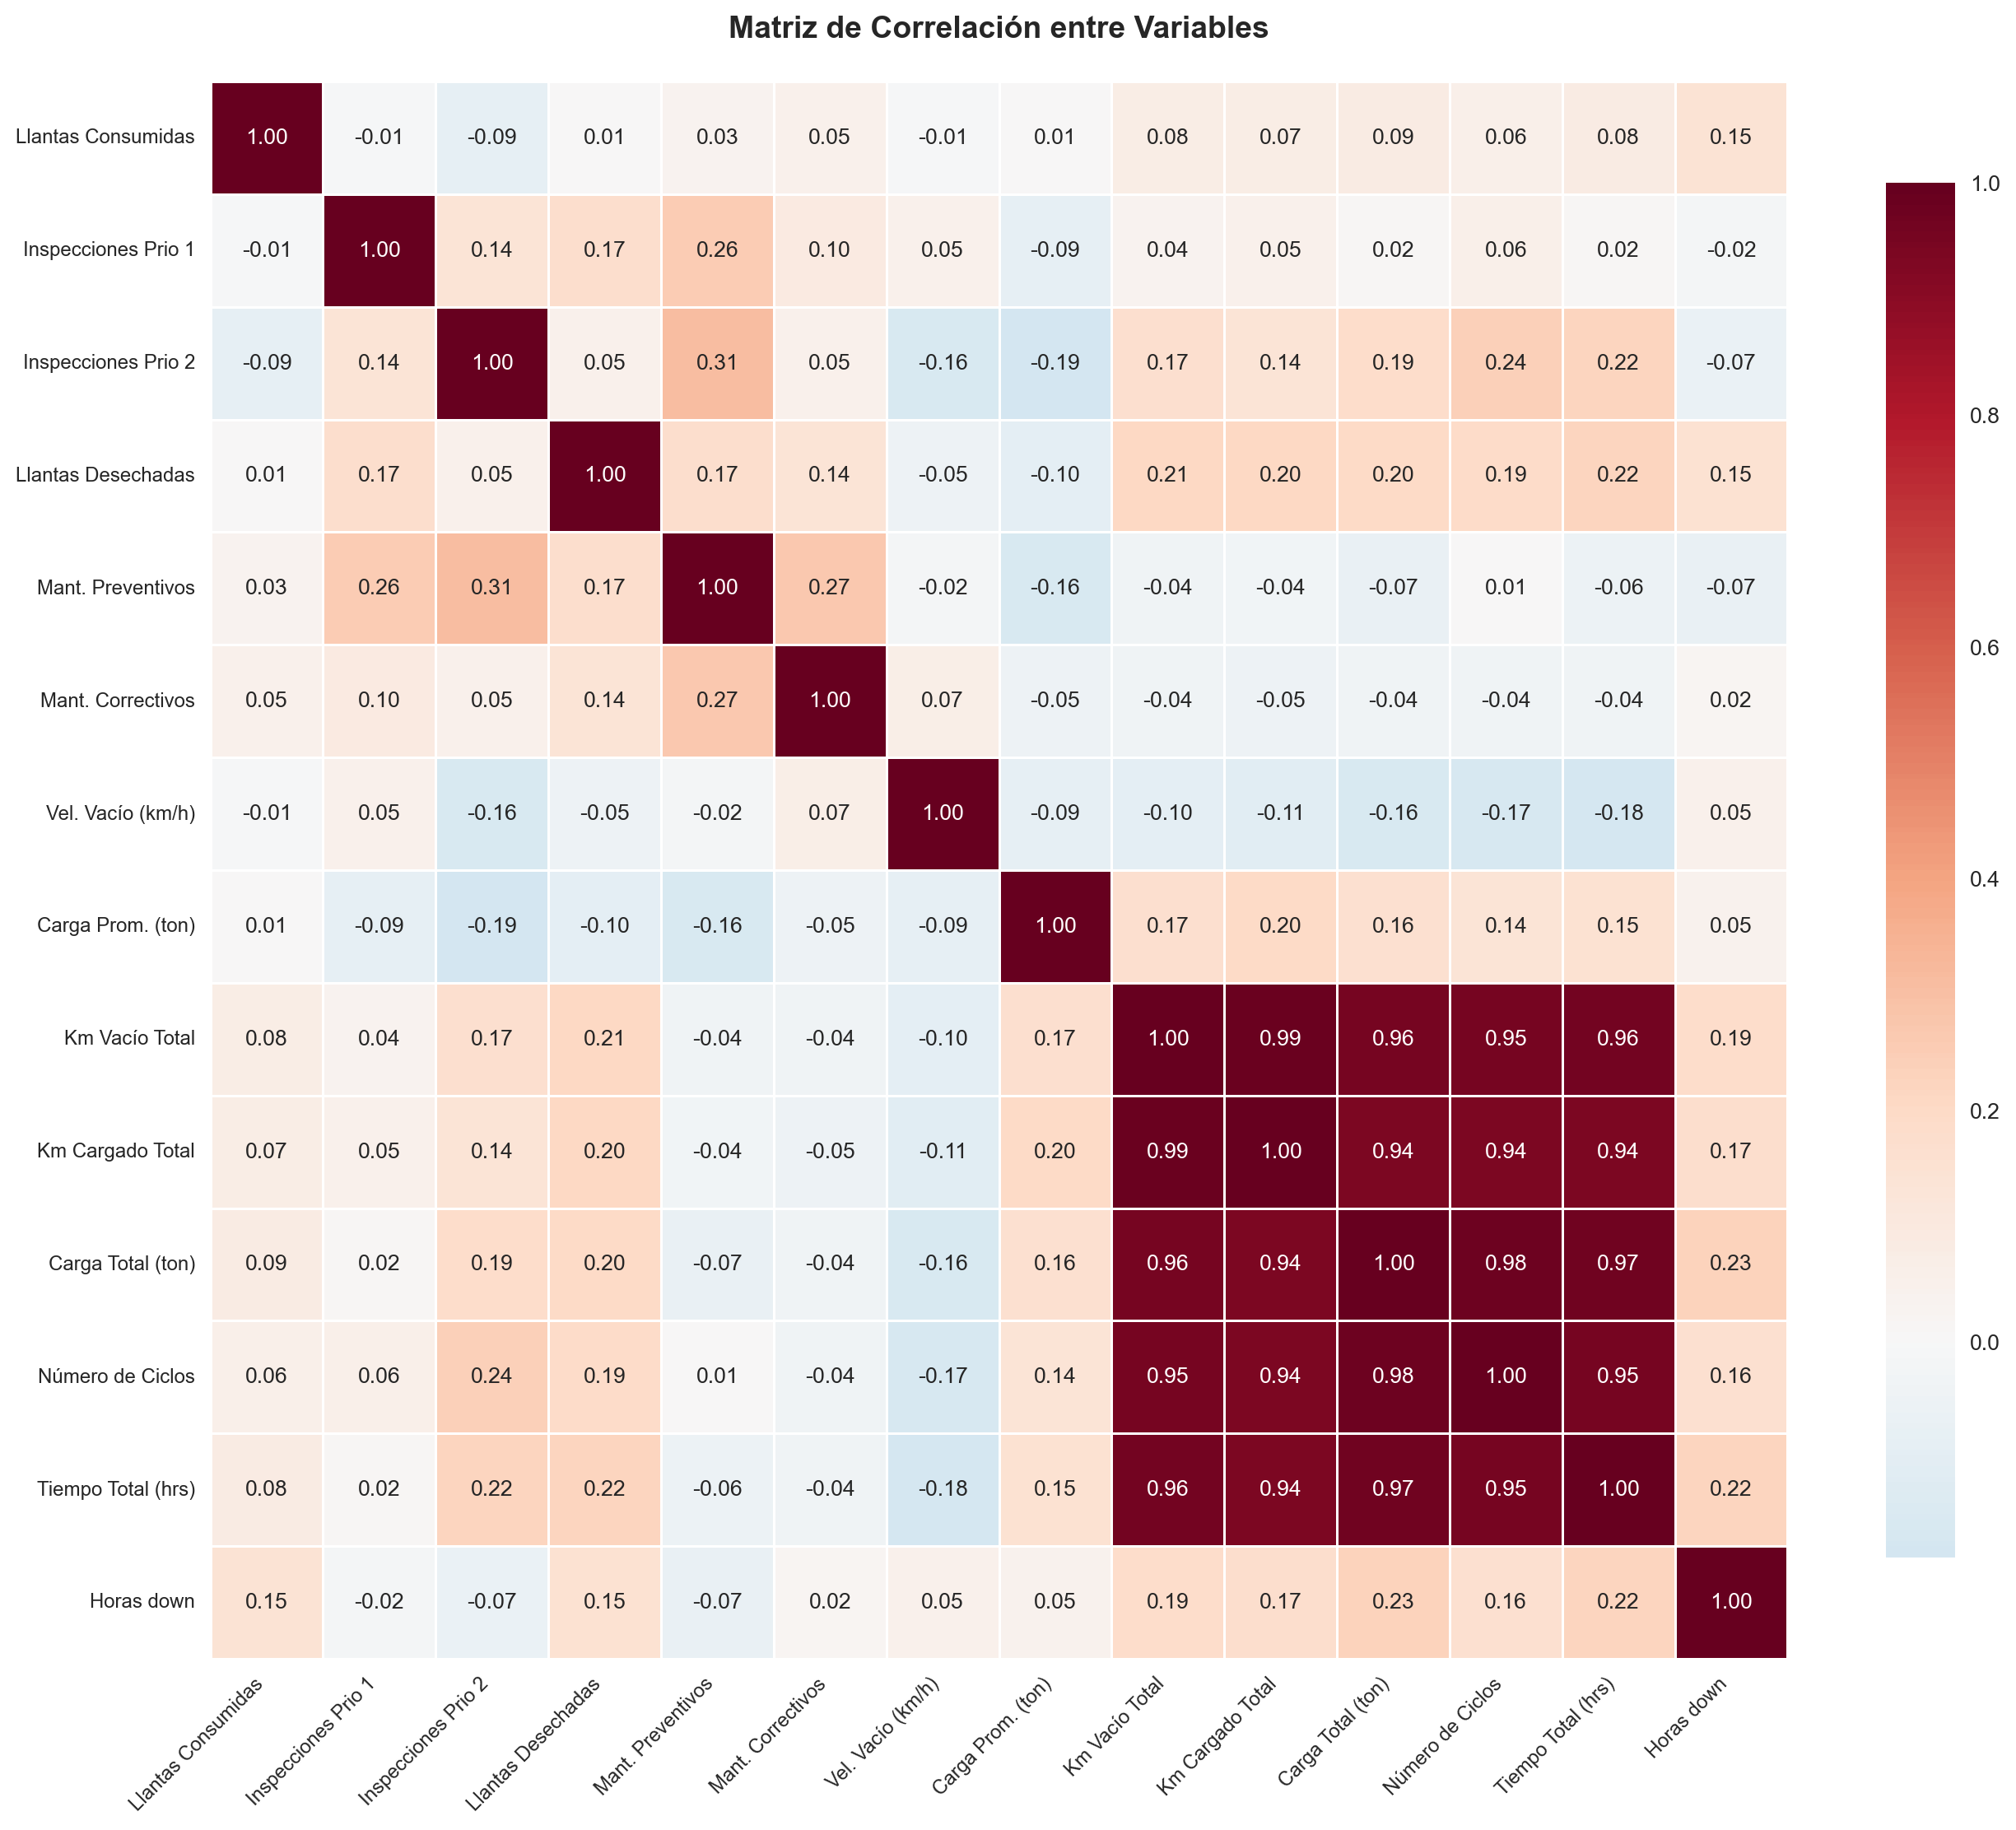 Matriz de Correlación entre Variables
Llantas Consumidas 1.00 -0.01 -0.09 0.01 0.03 0.05 -0.01 0.01 0.08 0.07 0.09 0.06 0.08 0.15
Inspecciones Prio 1 -0.01 1.00 0.14 0.17 0.26 0.10 0.05 -0.09 0.04 0.05 0.02 0.06 0.02 -0.02
Inspecciones Prio 2 -0.09 0.14 1.00 0.05 0.31 0.05 -0.16 -0.19 0.17 0.14 0.19 0.24 0.22 -0.07
Llantas Desechadas 0.01 0.17 0.05 1.00 0.17 0.14 -0.05 -0.10 0.21 0.20 0.20 0.19 0.22 0.15
Mant. Preventivos 0.03 0.26 0.31 0.17 1.00 0.27 -0.02 -0.16 -0.04 -0.04 -0.07 0.01 -0.06 -0.07
Mant. Correctivos 0.05 0.10 0.05 0.14 0.27 1.00 0.07 -0.05 -0.04 -0.05 -0.04 -0.04 -0.04 0.02
Vel. Vacío (km/h) -0.01 0.05 -0.16 -0.05 -0.02 0.07 1.00 -0.09 -0.10 -0.11 -0.16 -0.17 -0.18 0.05
Carga Prom. (ton) 0.01 -0.09 -0.19 -0.10 -0.16 -0.05 -0.09 1.00 0.17 0.20 0.16 0.14 0.15 0.05
Km Vacío Total 0.08 0.04 0.17 0.21 -0.04 -0.04 -0.10 0.17 1.00 0.99 0.96 0.95 0.96 0.19
Km Cargado Total 0.07 0.05 0.14 0.20 -0.04 -0.05 -0.11 0.20 0.99 1.00 0.94 0.94 0.94 0.17
Carga Total (ton) 0.09 0.02 0.19 0.20 -0.07 -0.04 -0.16 0.16 0.96 0.94 1.00 0.98 0.97 0.23
Número de Ciclos 0.06 0.06 0.24 0.19 0.01 -0.04 -0.17 0.14 0.95 0.94 0.98 1.00 0.95 0.16
Tiempo Total (hrs) 0.08 0.02 0.22 0.22 -0.06 -0.04 -0.18 0.15 0.96 0.94 0.97 0.95 1.00 0.22
Horas down 0.15 -0.02 -0.07 0.15 -0.07 0.02 0.05 0.05 0.19 0.17 0.23 0.16 0.22 1.00
Llantas Consumidas
Inspecciones Prio 1
Inspecciones Prio 2
Llantas Desechadas
Mant. Preventivos
Mant. Correctivos
Vel. Vacío (km/h)
Carga Prom. (ton)
Km Vacío Total
Km Cargado Total
Carga Total (ton)
Número de Ciclos
Tiempo Total (hrs)
Horas down
1.0
0.8
0.6
0.4
0.2
0.0